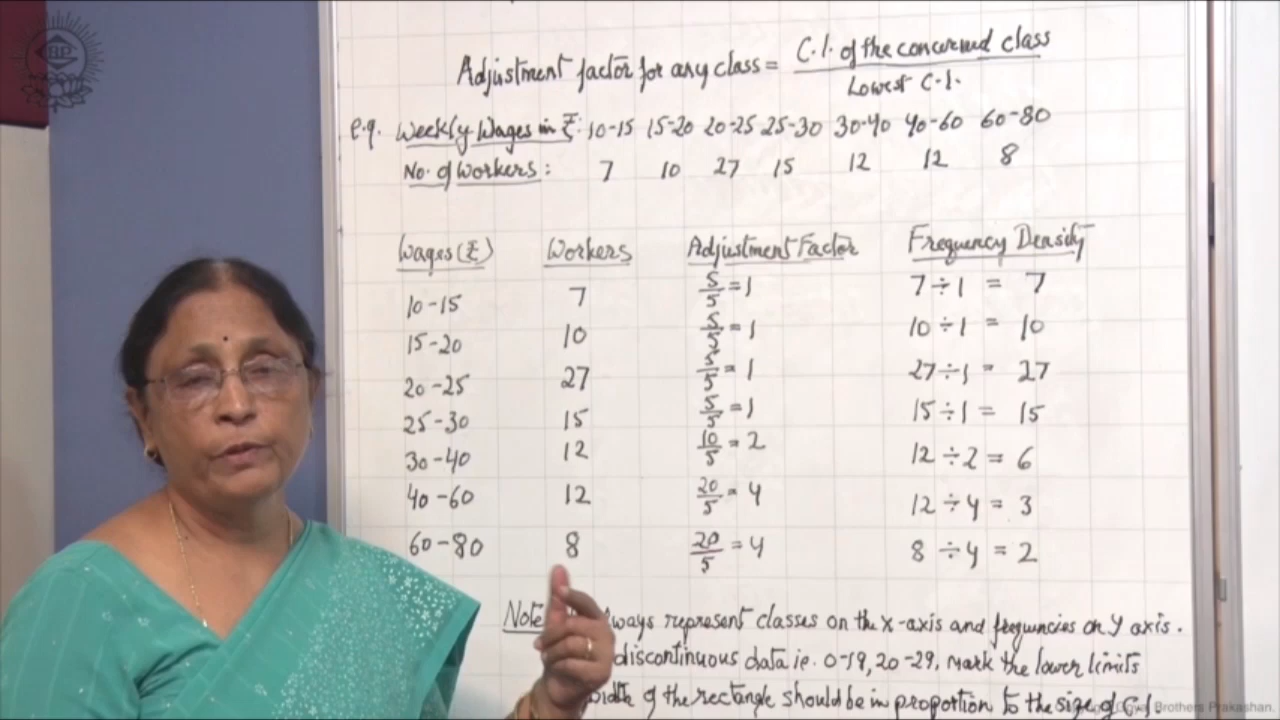 GBP
Adjustment factor for any class = C.I. of the concerned class
Lowest C.I.
e.g. Weekly Wages in ₹: 10-15 15-20 20-25 25-30 30-40 40-60 60-80
No. of Workers: 7 10 27 15 12 12 8
Wages (₹) Workers Adjustment Factor Frequency Density
10-15 7 5/5 = 1 7 ÷ 1 = 7
15-20 10 5/5 = 1 10 ÷ 1 = 10
20-25 27 5/5 = 1 27 ÷ 1 = 27
25-30 15 5/5 = 1 15 ÷ 1 = 15
30-40 12 10/5 = 2 12 ÷ 2 = 6
40-60 12 20/5 = 4 12 ÷ 4 = 3
60-80 8 20/5 = 4 8 ÷ 4 = 2
Note ways represent classes on the x-axis and frequncies on y axis.
discontinuous data ie. 0-19, 20-29, mark the lower limits
of the rectangle should be in proportion to the size of C.I.
Brothers Prakashan.